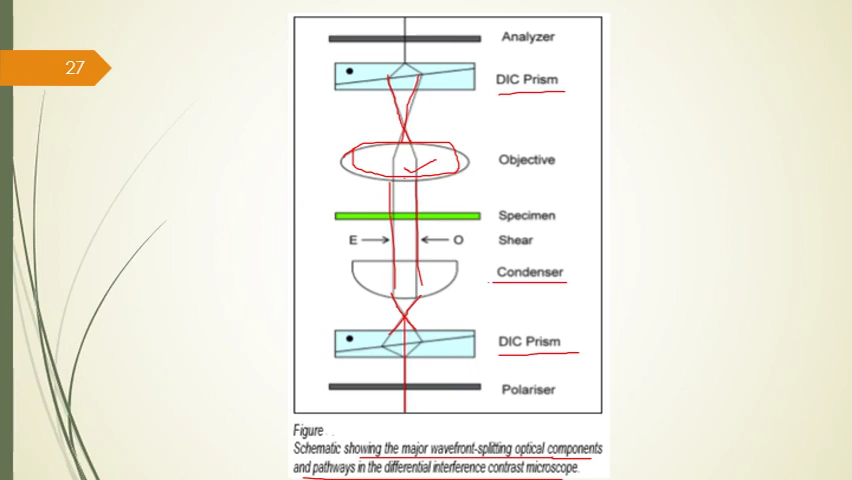 27
Analyzer
DIC Prism
Objective
Specimen
E O Shear
Condenser
DIC Prism
Polariser
Figure
Schematic showing the major wavefront-splitting optical components
and pathways in the differential interference contrast microscope.